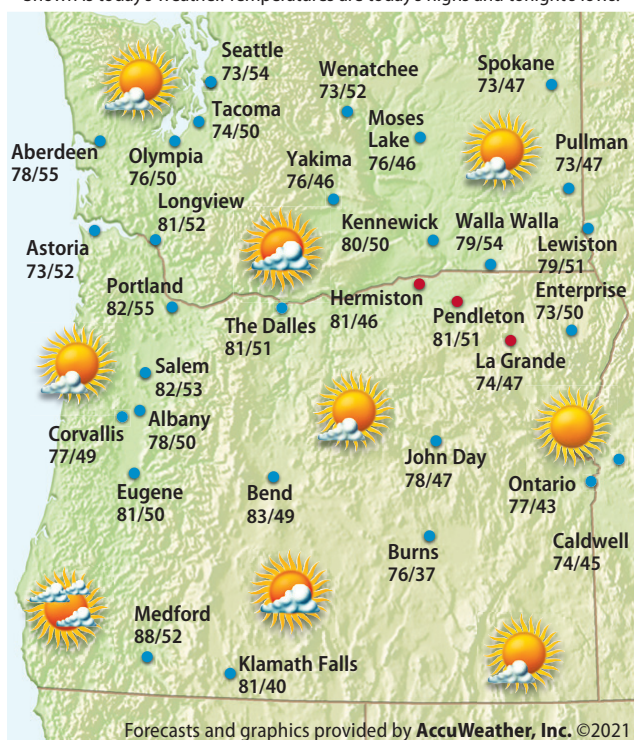 Shown is today's weather. Temperatures are today's highs and tonight's lows.
Seattle
73/54
Wenatchee
73/52
Spokane
73/47
Tacoma
74/50
Moses
Lake
76/46
Pullman
73/47
Aberdeen
78/55
Olympia
76/50
Yakima
76/46
Longview
81/52
Kennewick
80/50
Walla Walla
79/54
Lewiston
79/51
Astoria
73/52
Portland
82/55
The Dalles
81/51
Hermiston
81/46
Pendleton
81/51
Enterprise
73/50
La Grande
74/47
Salem
82/53
Albany
78/50
Corvallis
77/49
John Day
78/47
Ontario
77/43
Eugene
81/50
Bend
83/49
Burns
76/37
Caldwell
74/45
Medford
88/52
Klamath Falls
81/40
Forecasts and graphics provided by AccuWeather, Inc. ©2021